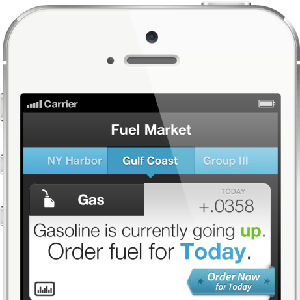 Carrier
Fuel Market
NY Harbor Gulf Coast Group III
Gas
TODAY
+.0358
Gasoline is currently going up.
Order fuel for Today.
Order Now
for Today